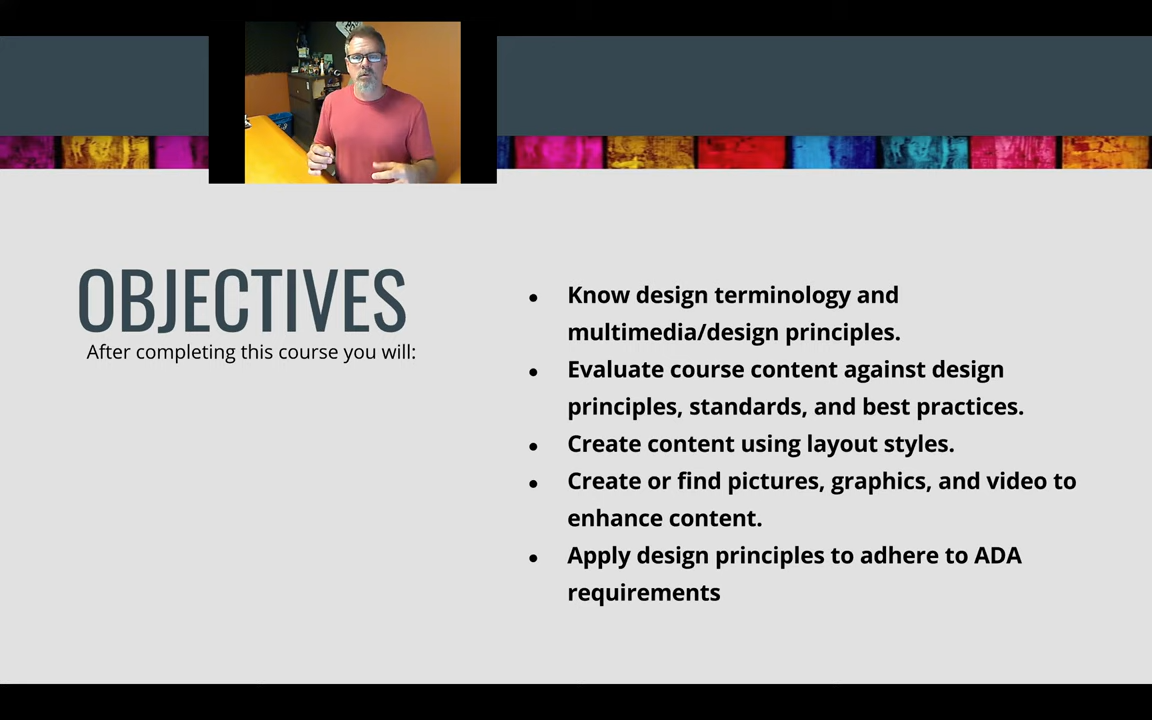 OBJECTIVES
After completing this course you will:
• Know design terminology and
multimedia/design principles.
• Evaluate course content against design
principles, standards, and best practices.
• Create content using layout styles.
• Create or find pictures, graphics, and video to
enhance content.
• Apply design principles to adhere to ADA
requirements